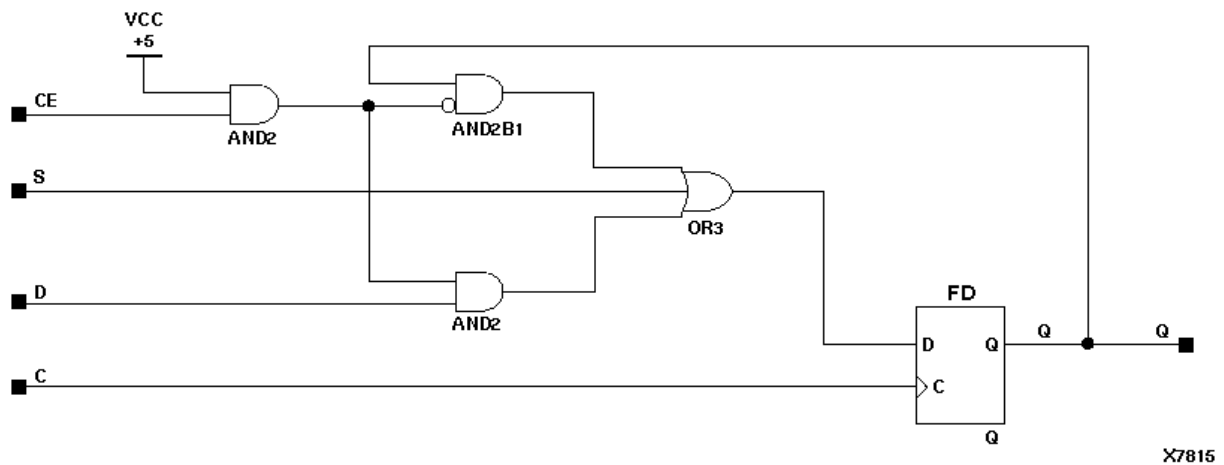 VCC
+5
CE
AND2
AND2B1
S
OR3
D
AND2
FD
D Q
Q
Q
C
C
Q
X7815